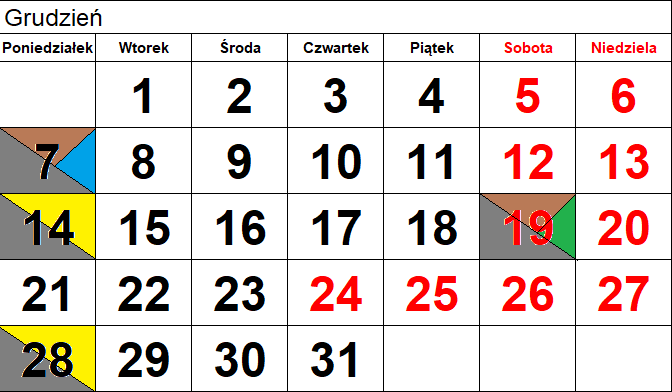 Grudzień
Poniedziałek Wtorek Środa Czwartek Piątek Sobota Niedziela
1 2 3 4 5 6
7 8 9 10 11 12 13
14 15 16 17 18 19 20
21 22 23 24 25 26 27
28 29 30 31